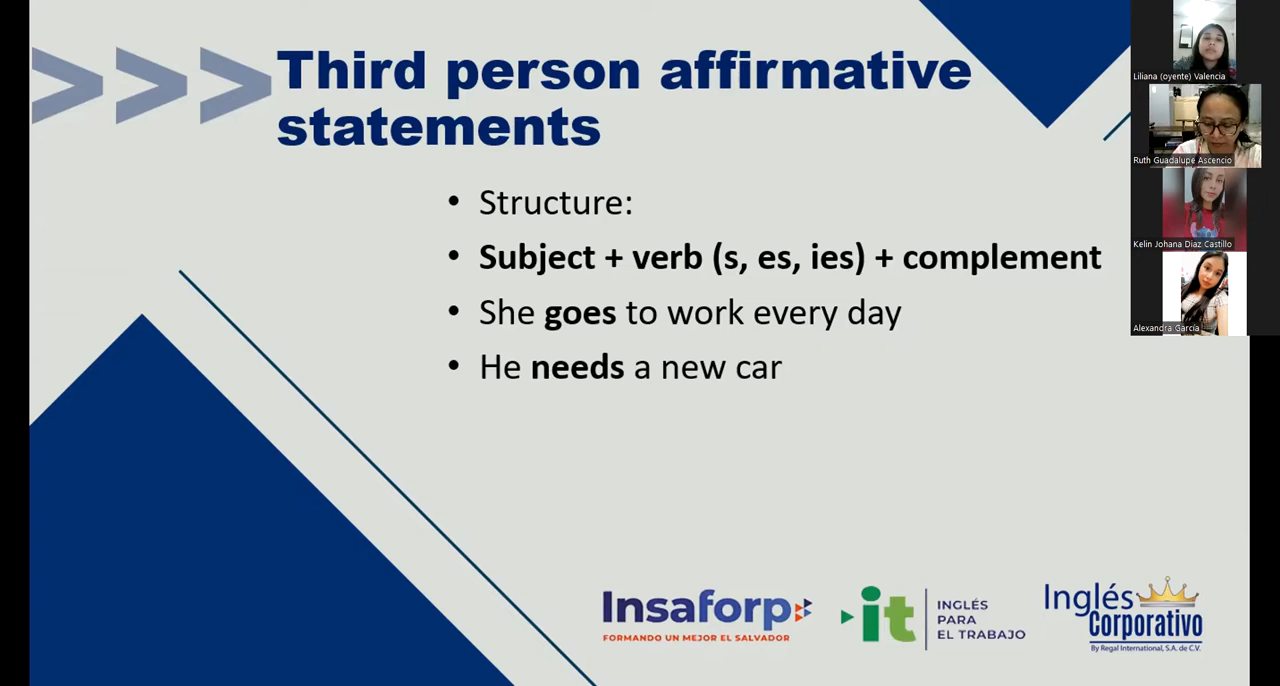 Third person affirmative
statements
• Structure:
• Subject + verb (s, es, ies) + complement
• She goes to work every day
• He needs a new car
Insaforp
FORMANDO UN MEJOR EL SALVADOR
it
INGLÉS
PARA
EL TRABAJO
Inglés
Corporativo
By Regal International, S.A. de C.V.
Liliana (oyente) Valencia
Ruth Guadalupe Ascencio
Kelin Johana Diaz Castillo
Alexandra García